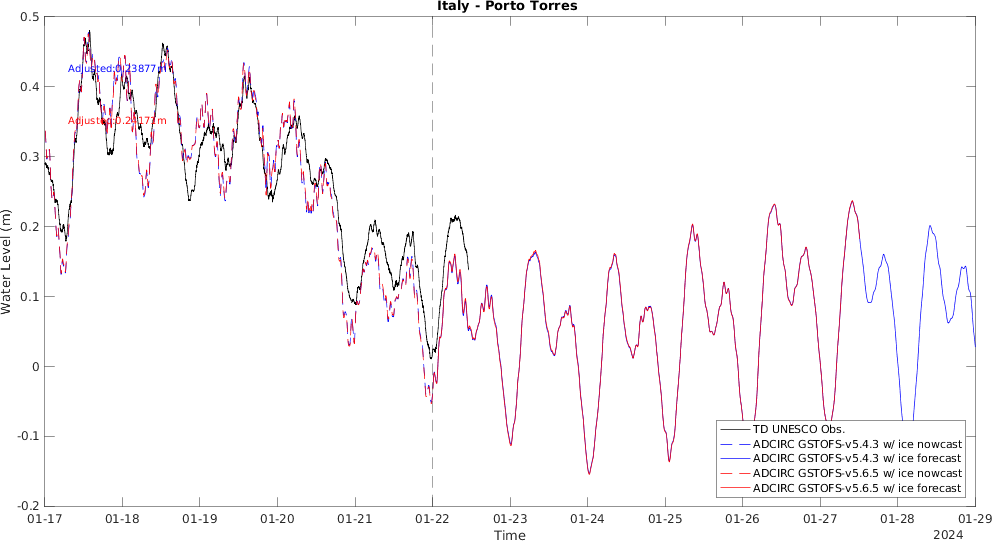 Italy - Porto Torres
0.5
0.4
0.3
0.2
0.1
0
-0.1
-0.2
Water Level (m)
Adjusted:0.23877m
TD UNESCO Obs.
ADCIRC GSTOFS-v5.4.3 w/ ice nowcast
ADCIRC GSTOFS-v5.4.3 w/ ice forecast
ADCIRC GSTOFS-v5.6.5 w/ ice nowcast
ADCIRC GSTOFS-v5.6.5 w/ ice forecast
01-17 01-18 01-19 01-20 01-21 01-22 01-23 01-24 01-25 01-26 01-27 01-28 01-29
Time
2024